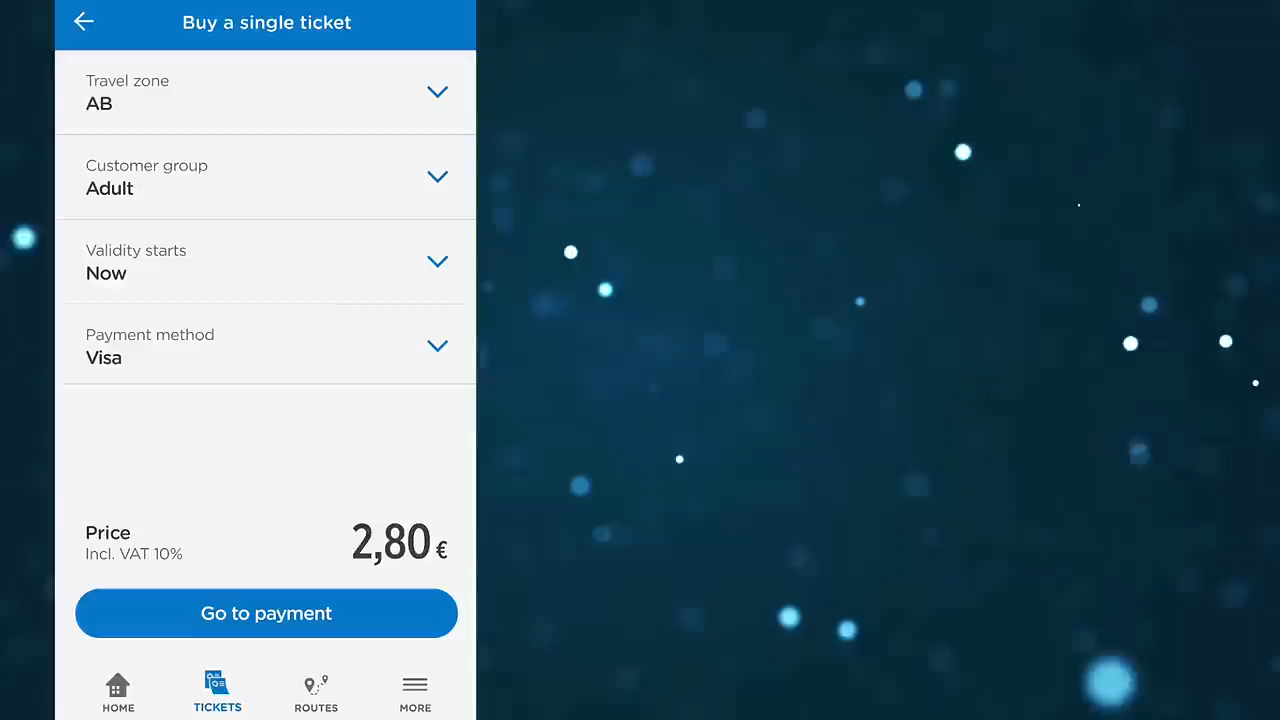 Buy a single ticket
Travel zone
AB
Customer group
Adult
Validity starts
Now
Payment method
Visa
Price
Incl. VAT 10%
2,80 €
Go to payment
HOME
TICKETS
ROUTES
MORE